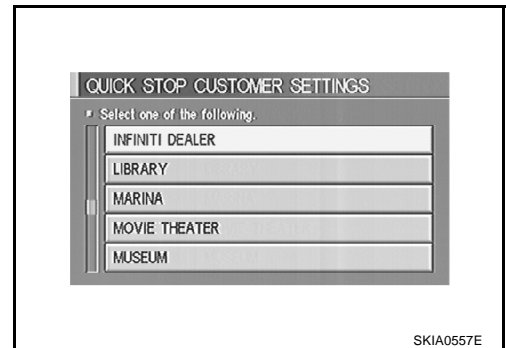 QUICK STOP CUSTOMER SETTINGS
Select one of the following.
INFINITI DEALER
LIBRARY
MARINA
MOVIE THEATER
MUSEUM
SKIA0557E